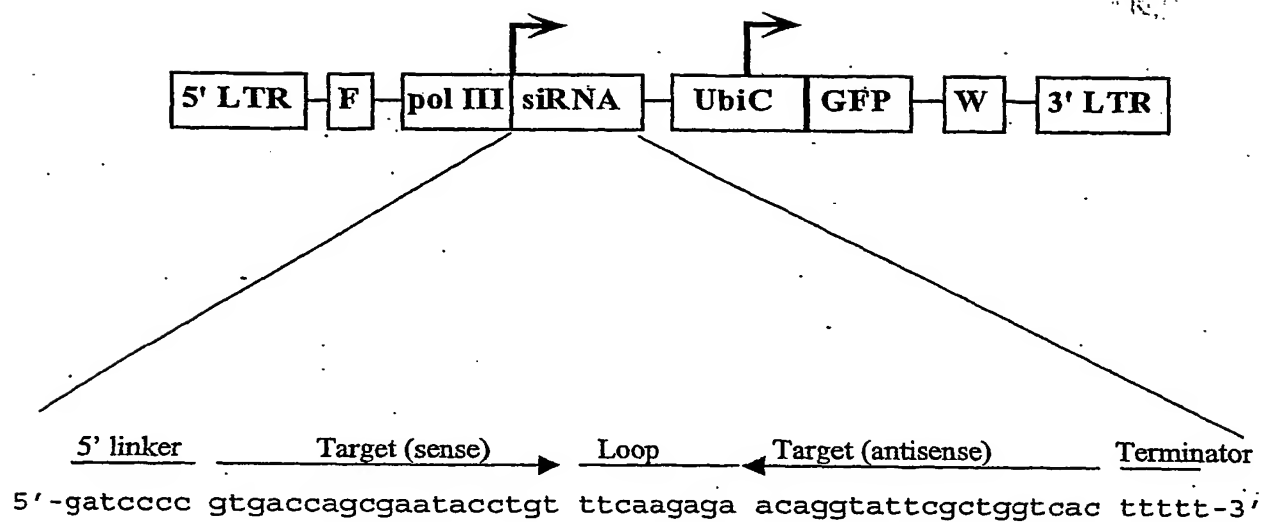 5' LTR F pol III siRNA UbiC GFP W 3' LTR
5' linker Target (sense) Loop Target (antisense) Terminator
5'-gatcccc gtgaccagcgaatacctgt ttcaagaga acaggtattcgctggtcac ttttt-3'